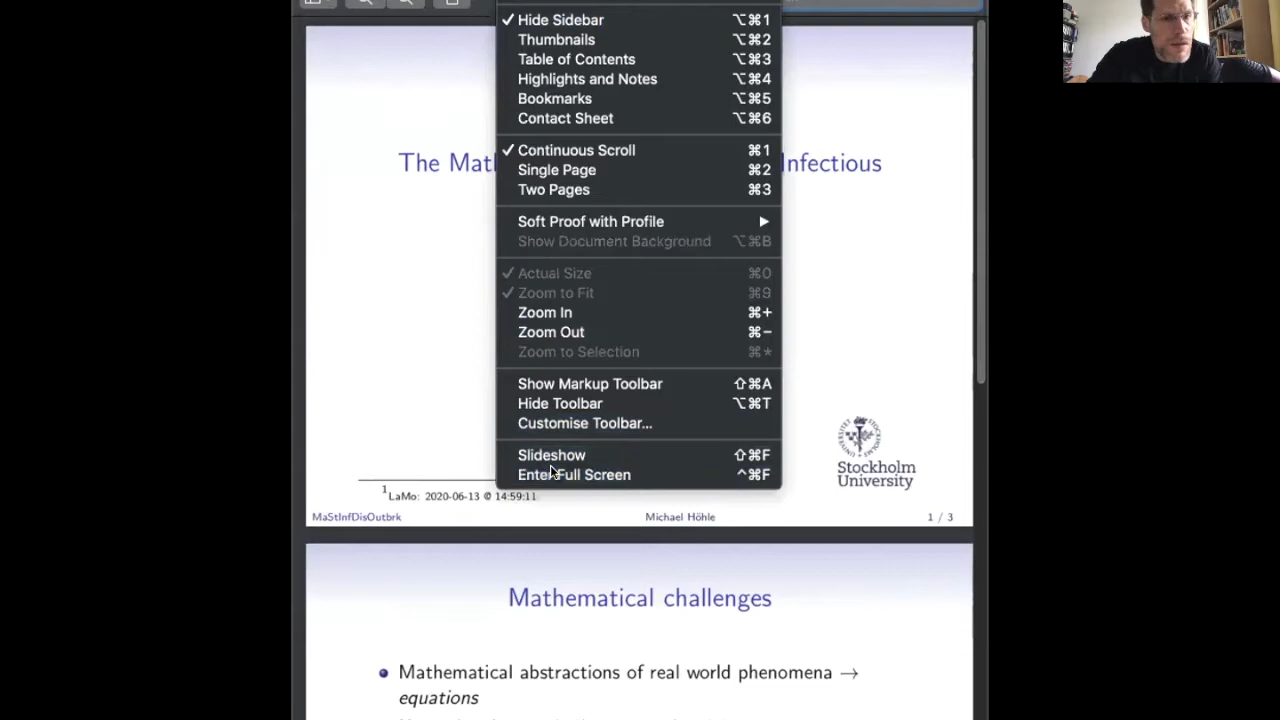 Hide Sidebar ⌥⌘1
Thumbnails ⌥⌘2
Table of Contents ⌥⌘3
Highlights and Notes ⌥⌘4
Bookmarks ⌥⌘5
Contact Sheet ⌥⌘6
Continuous Scroll ⌘1
Single Page ⌘2
Two Pages ⌘3
Soft Proof with Profile
Show Document Background ⌥⌘B
Actual Size ⌘0
Zoom to Fit ⌘9
Zoom In ⌘+
Zoom Out ⌘−
Zoom to Selection ⌘*
Show Markup Toolbar ⇧⌘A
Hide Toolbar ⌥⌘T
Customise Toolbar...
Slideshow ⇧⌘F
Enter Full Screen ^⌘F
The Math Infectious
Stockholm
University
1 LaMo: 2020-06-13 @ 14:59:11
MaStInfDisOutbrk Michael Höhle 1 / 3
Mathematical challenges
Mathematical abstractions of real world phenomena →
equations